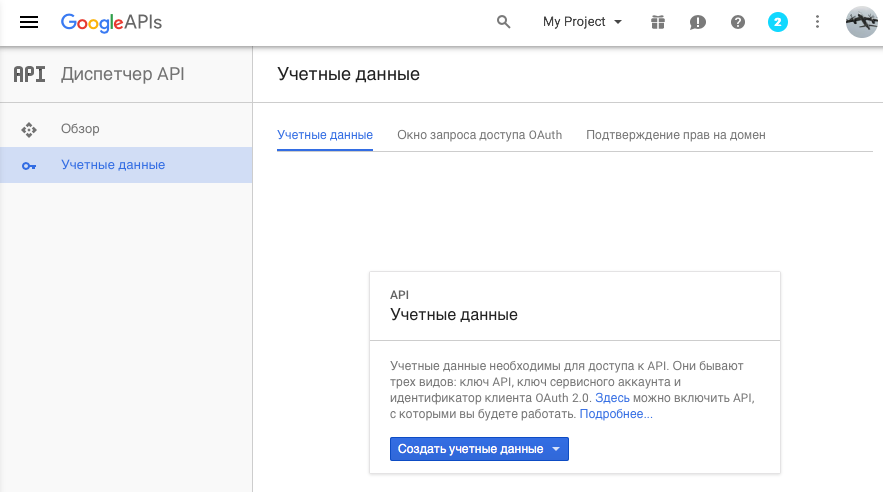 GoogleAPIs
My Project
2
API Диспетчер API
Учетные данные
Обзор
Учетные данные
Учетные данные Окно запроса доступа OAuth Подтверждение прав на домен
API
Учетные данные
Учетные данные необходимы для доступа к API. Они бывают
трех видов: ключ API, ключ сервисного аккаунта и
идентификатор клиента OAuth 2.0. Здесь можно включить API,
с которыми вы будете работать. Подробнее...
Создать учетные данные